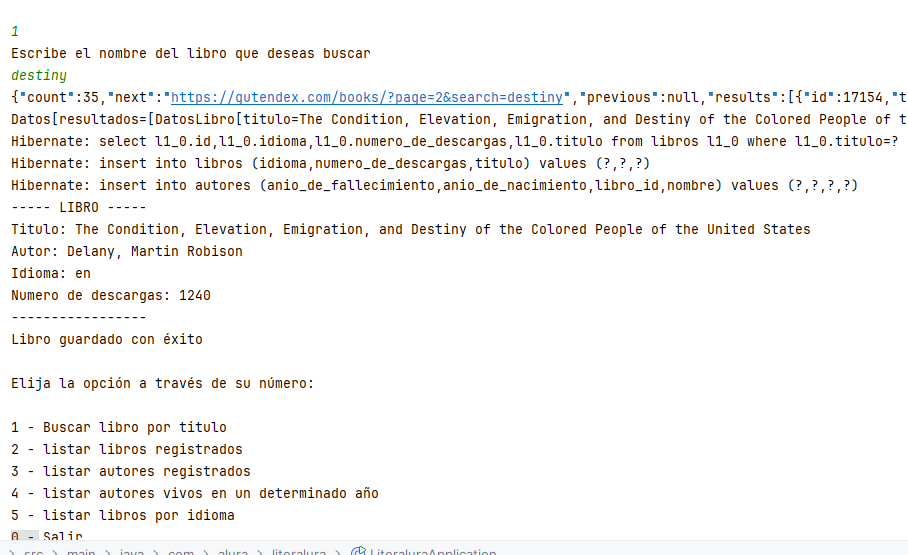 1
Escribe el nombre del libro que deseas buscar
destiny
{"count":35,"next":"https://gutendex.com/books/?page=2&search=destiny","previous":null,"results":[{"id":17154,"t
Datos[resultados=[DatosLibro[titulo=The Condition, Elevation, Emigration, and Destiny of the Colored People of t
Hibernate: select l1_0.id,l1_0.idioma,l1_0.numero_de_descargas,l1_0.titulo from libros l1_0 where l1_0.titulo=?
Hibernate: insert into libros (idioma,numero_de_descargas,titulo) values (?,?,?)
Hibernate: insert into autores (anio_de_fallecimiento,anio_de_nacimiento,libro_id,nombre) values (?,?,?,?)
----- LIBRO -----
Titulo: The Condition, Elevation, Emigration, and Destiny of the Colored People of the United States
Autor: Delany, Martin Robison
Idioma: en
Numero de descargas: 1240
-----------------
Libro guardado con éxito
Elija la opción a través de su número:
1 - Buscar libro por titulo
2 - listar libros registrados
3 - listar autores registrados
4 - listar autores vivos en un determinado año
5 - listar libros por idioma
0 - Salir
> src > main > java > com > alura > literalura > LiteraluraApplication